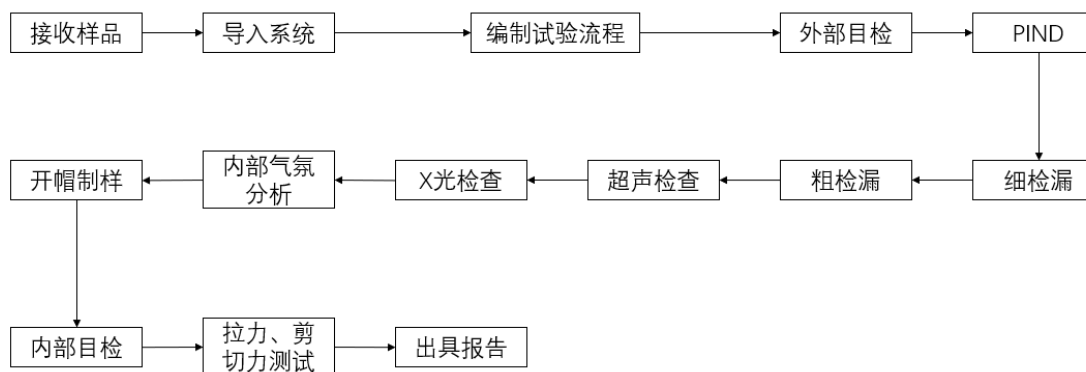 接收样品
导入系统
编制试验流程
外部目检
PIND
细检漏
粗检漏
超声检查
X光检查
内部气氛
分析
开帽制样
内部目检
拉力、剪
切力测试
出具报告